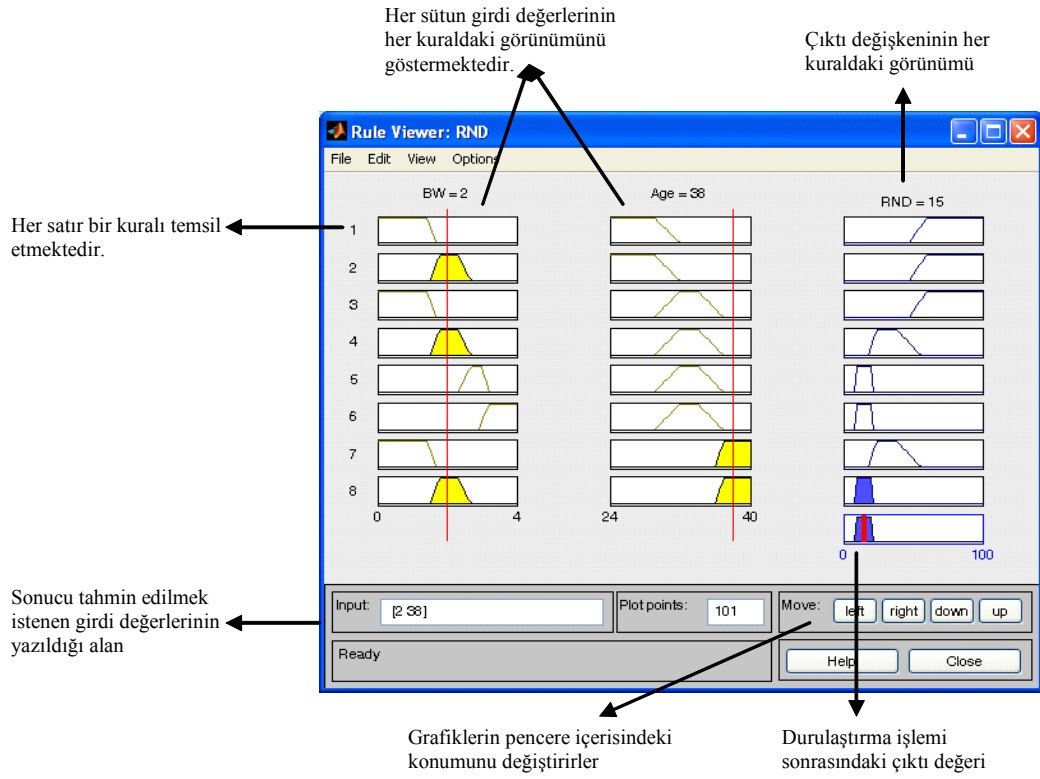 Her sütun girdi değerlerinin
her kuraldaki görünümünü
göstermektedir.
Çıktı değişkeninin her
kuraldaki görünümü
Rule Viewer: RND
File Edit View Options
BW = 2
Age = 38
RND = 15
Her satır bir kuralı temsil
etmektedir.
1
2
3
4
5
6
7
8
0 4
24 40
0 100
Sonucu tahmin edilmek
istenen girdi değerlerinin
yazıldığı alan
Input: [2 38]
Plot points: 101
Move: left right down up
Ready
Help Close
Grafiklerin pencere içerisindeki
konumunu değiştirirler
Durulaştırma işlemi
sonrasındaki çıktı değeri